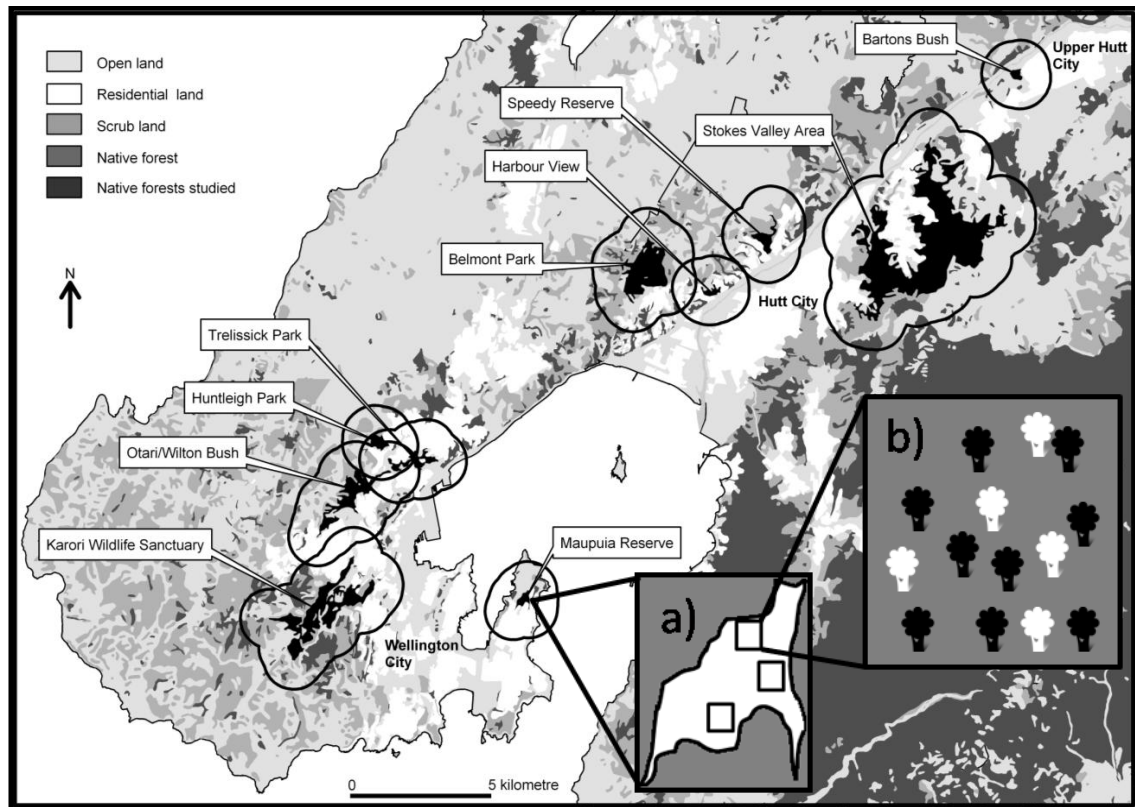 Open land
Residential land
Scrub land
Native forest
Native forests studied
Bartons Bush
Upper Hutt
City
Speedy Reserve
Stokes Valley Area
Harbour View
Belmont Park
Hutt City
N
Trelissick Park
Huntleigh Park
Otari/Wilton Bush
Karori Wildlife Sanctuary
Maupuia Reserve
Wellington
City
a)
b)
0 5 kilometre